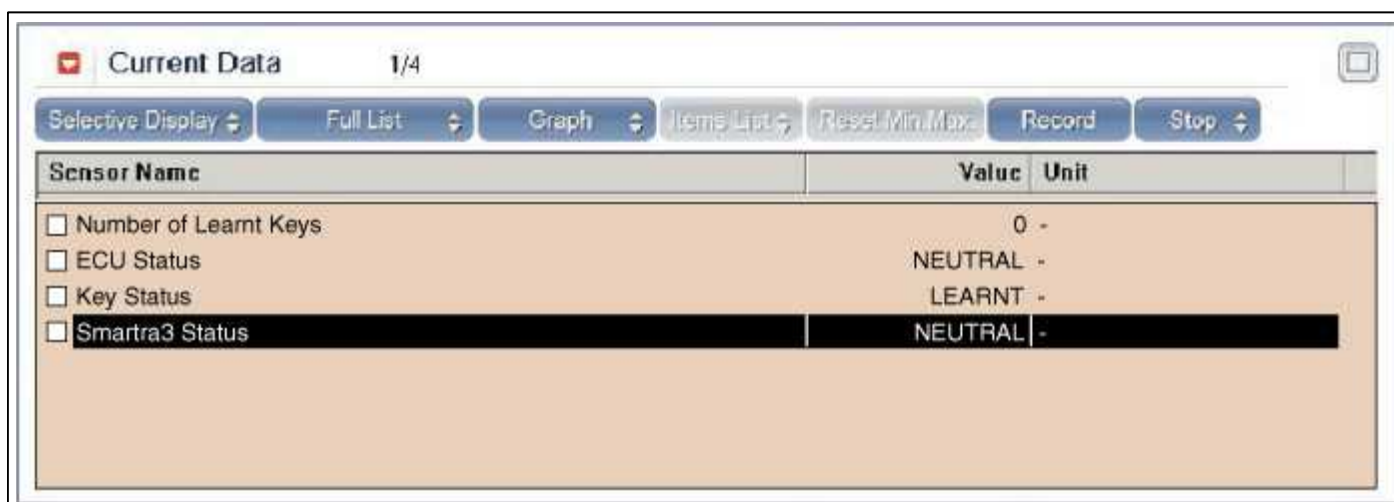 Current Data 1/4
Selective Display Full List Graph Items List Reset Min.Max. Record Stop
Sensor Name Value Unit
Number of Learnt Keys 0 -
ECU Status NEUTRAL -
Key Status LEARNT -
Smartra3 Status NEUTRAL -